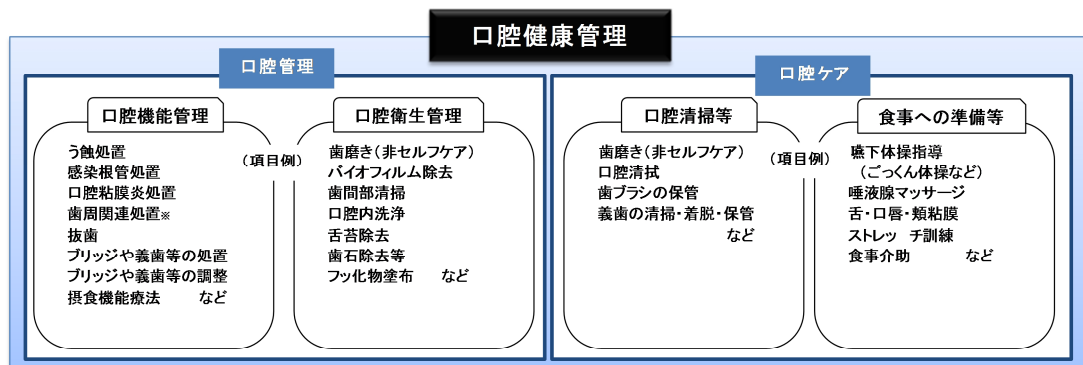 口腔健康管理
口腔管理
口腔機能管理
う蝕処置
感染根管処置
口腔粘膜炎処置
歯周関連処置※
抜歯
ブリッジや義歯等の処置
ブリッジや義歯等の調整
摂食機能療法　など
（項目例）
口腔衛生管理
歯磨き（非セルフケア）
バイオフィルム除去
歯間部清掃
口腔内洗浄
舌苔除去
歯石除去等
フッ化物塗布　など
口腔ケア
口腔清掃等
歯磨き（非セルフケア）
口腔清拭
歯ブラシの保管
義歯の清掃・着脱・保管
など
（項目例）
食事への準備等
嚥下体操指導
（ごっくん体操など）
唾液腺マッサージ
舌・口唇・頬粘膜
ストレッ　チ訓練
食事介助　など